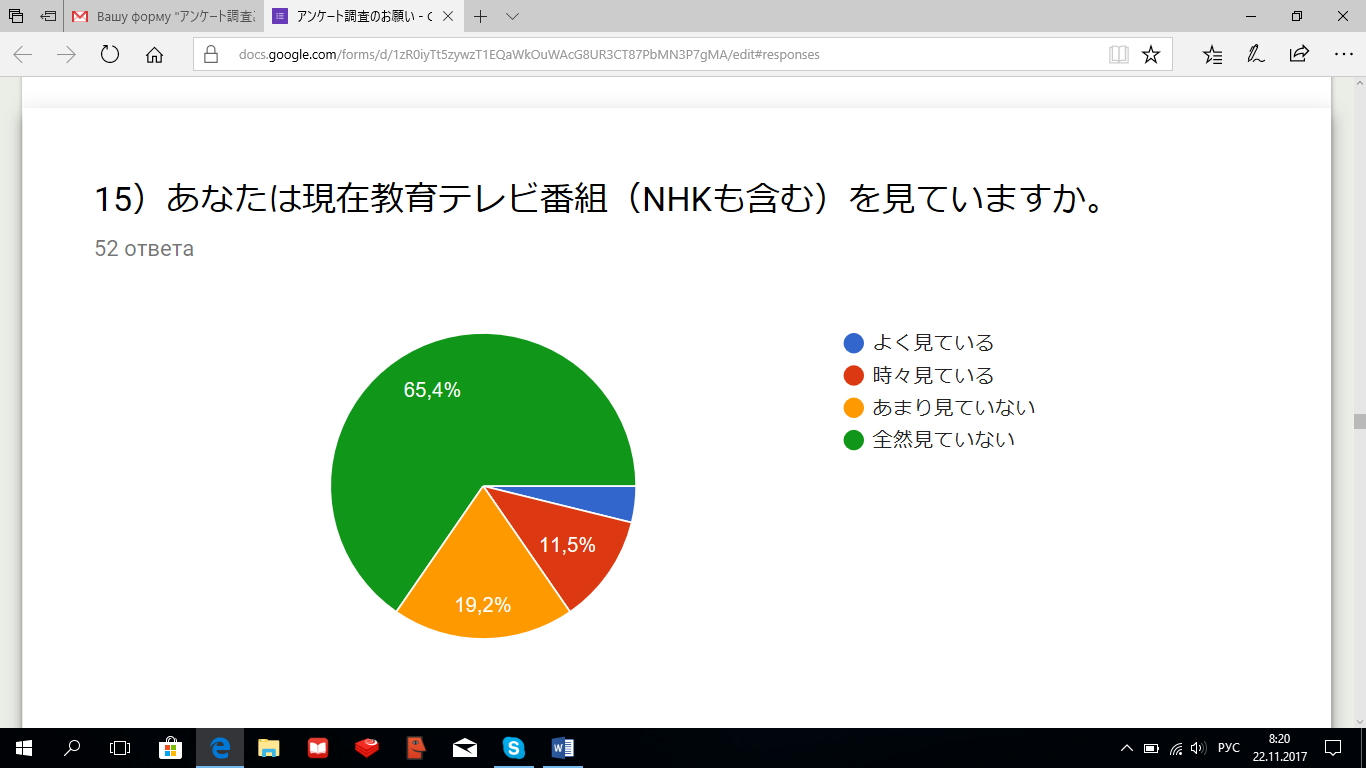 Вашу форму "アンケート調査
アンケート調査のお願い - G
docs.google.com/forms/d/1zR0iyTt5zywzT1EQaWkOuWAcG8UR3CT87PbMN3P7gMA/edit#responses
15）あなたは現在教育テレビ番組（NHKも含む）を見ていますか。
52 ответа
よく見ている
時々見ている
あまり見ていない
全然見ていない
65,4%
11,5%
19,2%
РУС
8:20
22.11.2017